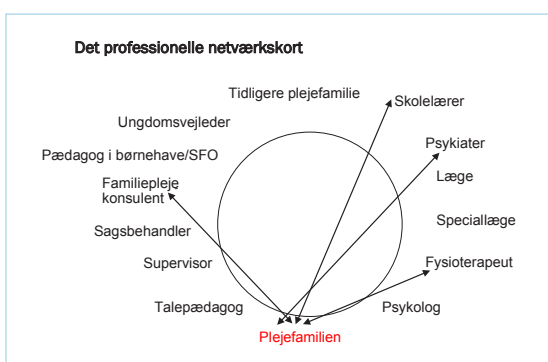 Det professionelle netværkskort
Tidligere plejefamilie
Skolelærer
Ungdomsvejleder
Psykiater
Pædagog i børnehave/SFO
Læge
Familiepleje
konsulent
Speciallæge
Sagsbehandler
Supervisor
Fysioterapeut
Talepædagog
Psykolog
Plejefamilien